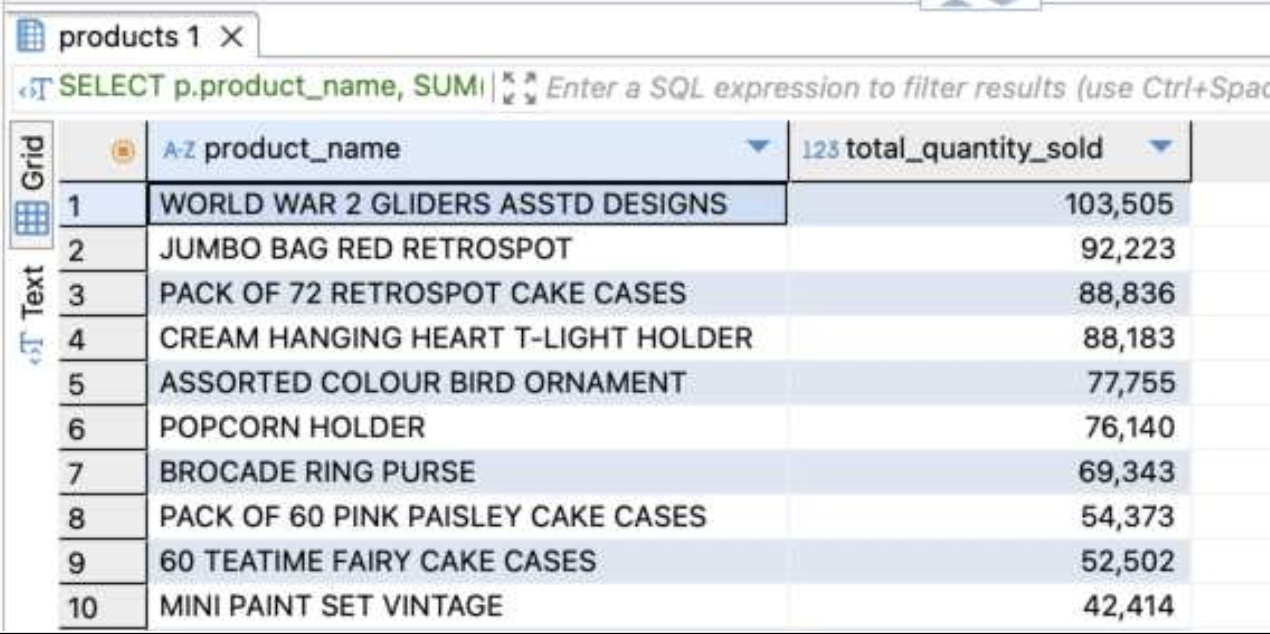 products 1
SELECT p.product_name, SUM( Enter a SQL expression to filter results (use Ctrl+Spac
Grid
Text
A-Z product_name 123 total_quantity_sold
1 WORLD WAR 2 GLIDERS ASSTD DESIGNS 103,505
2 JUMBO BAG RED RETROSPOT 92,223
3 PACK OF 72 RETROSPOT CAKE CASES 88,836
4 CREAM HANGING HEART T-LIGHT HOLDER 88,183
5 ASSORTED COLOUR BIRD ORNAMENT 77,755
6 POPCORN HOLDER 76,140
7 BROCADE RING PURSE 69,343
8 PACK OF 60 PINK PAISLEY CAKE CASES 54,373
9 60 TEATIME FAIRY CAKE CASES 52,502
10 MINI PAINT SET VINTAGE 42,414